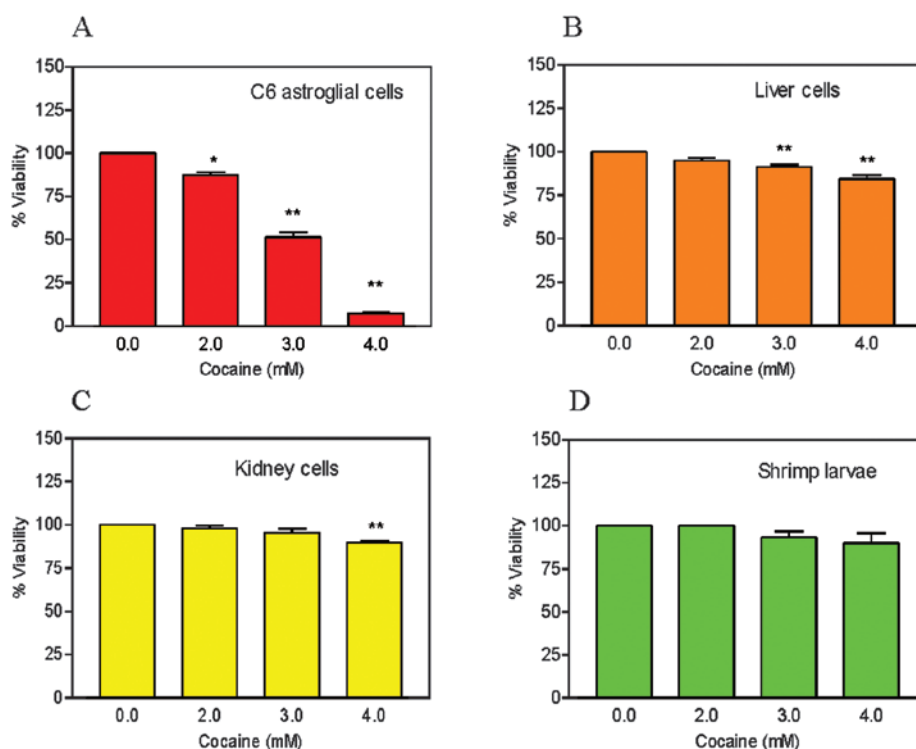 A
150
125
100
75
50
25
0
% Viability
C6 astroglial cells
*
**
**
0.0 2.0 3.0 4.0
Cocaine (mM)
B
150
125
100
75
50
25
0
% Viability
Liver cells
**
**
0.0 2.0 3.0 4.0
Cocaine (mM)
C
150
125
100
75
50
25
0
% Viability
Kidney cells
**
0.0 2.0 3.0 4.0
Cocaine (mM)
D
150
125
100
75
50
25
0
% Viability
Shrimp larvae
0.0 2.0 3.0 4.0
Cocaine (mM)